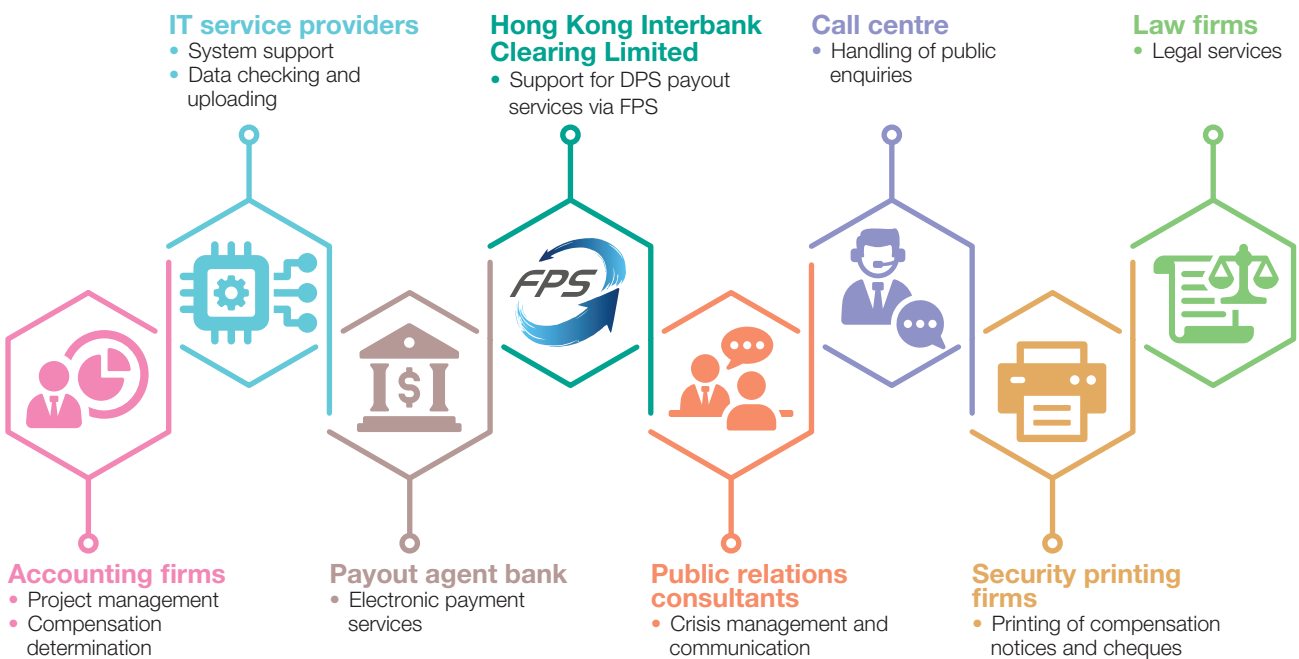 IT service providers
• System support
• Data checking and
uploading
Hong Kong Interbank
Clearing Limited
• Support for DPS payout
services via FPS
Call centre
• Handling of public
enquiries
Law firms
• Legal services
FPS
$
Accounting firms
• Project management
• Compensation
determination
Payout agent bank
• Electronic payment
services
Public relations
consultants
• Crisis management and
communication
Security printing
firms
• Printing of compensation
notices and cheques